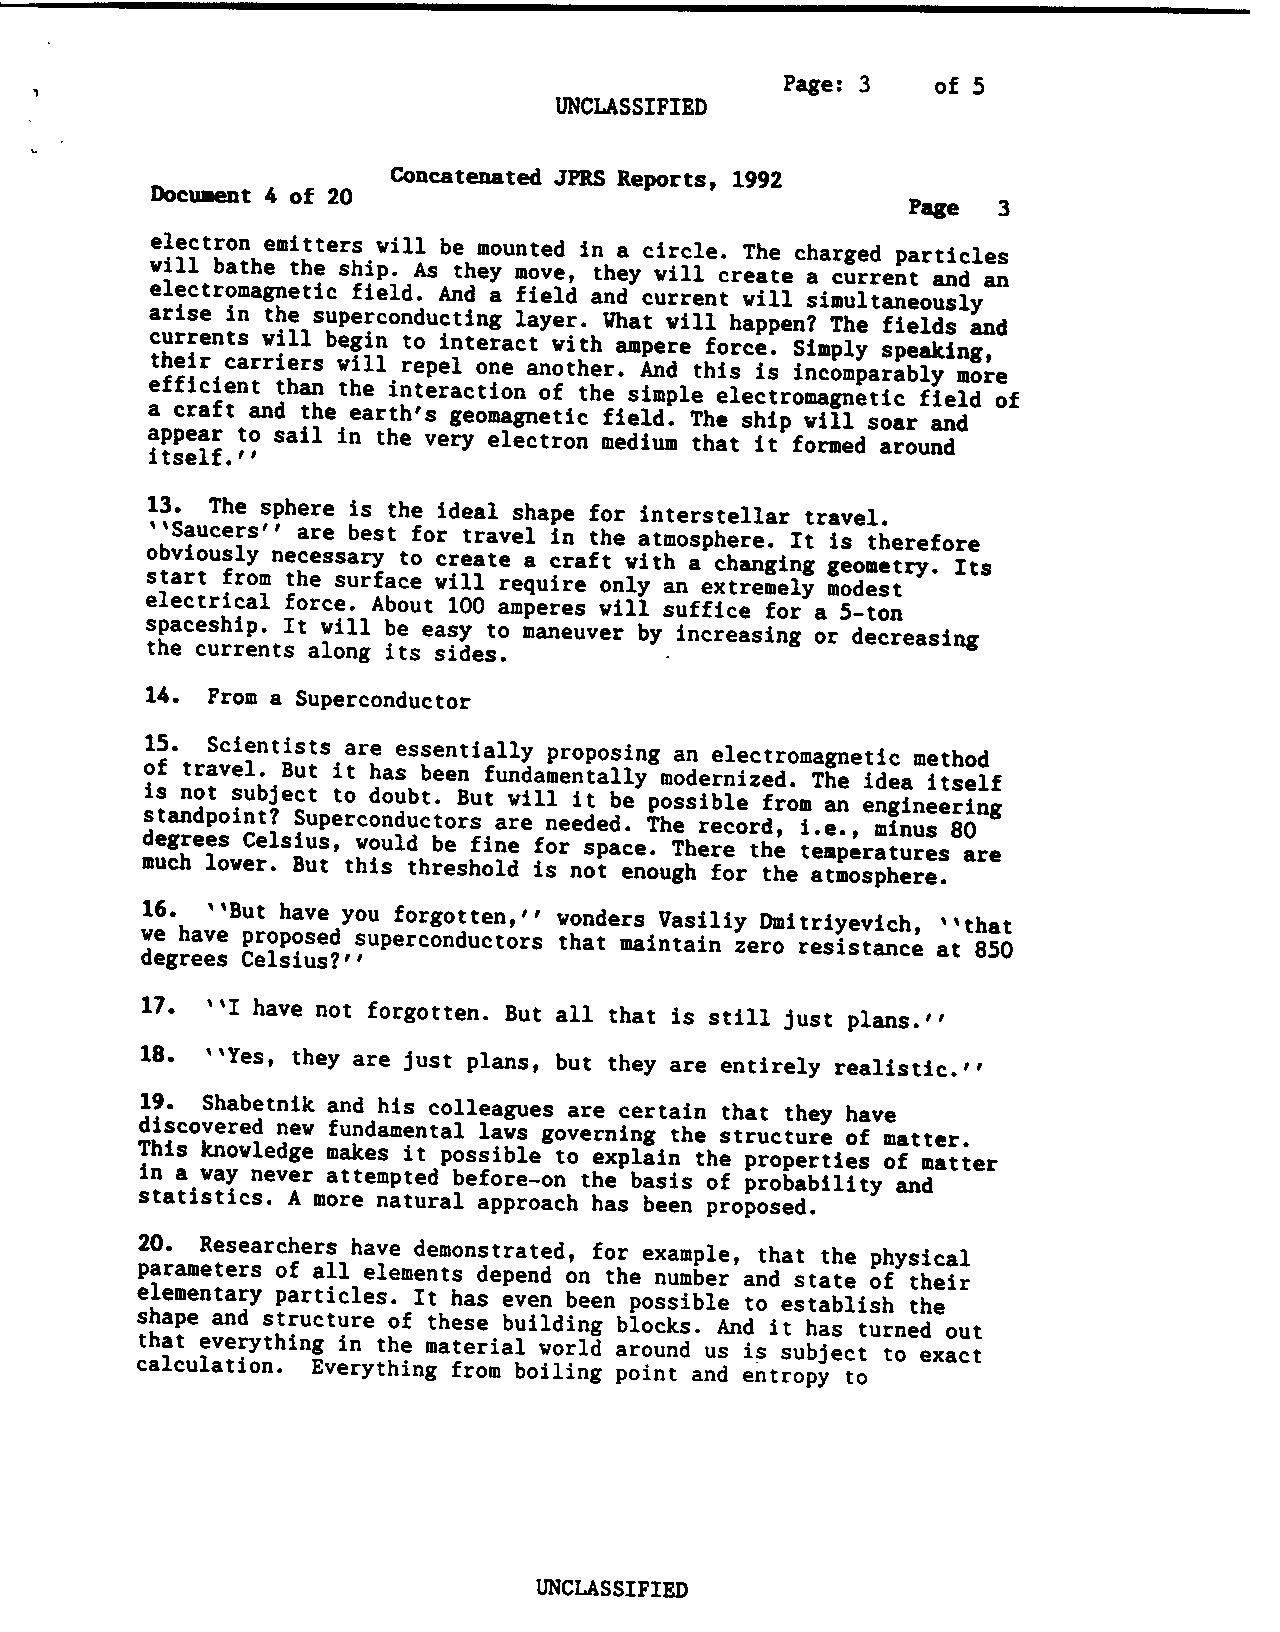 Page: 3 of 5
UNCLASSIFIED
Concatenated JPRS Reports, 1992
Document 4 of 20
Page 3
electron emitters will be mounted in a circle. The charged particles
will bathe the ship. As they move, they will create a current and an
electromagnetic field. And a field and current will simultaneously
arise in the superconducting layer. What will happen? The fields and
currents will begin to interact with ampere force. Simply speaking,
their carriers will repel one another. And this is incomparably more
efficient than the interaction of the simple electromagnetic field of
a craft and the earth's geomagnetic field. The ship will soar and
appear to sail in the very electron medium that it formed around
itself.''
13. The sphere is the ideal shape for interstellar travel.
``Saucers'' are best for travel in the atmosphere. It is therefore
obviously necessary to create a craft with a changing geometry. Its
start from the surface will require only an extremely modest
electrical force. About 100 amperes will suffice for a 5-ton
spaceship. It will be easy to maneuver by increasing or decreasing
the currents along its sides.
14. From a Superconductor
15. Scientists are essentially proposing an electromagnetic method
of travel. But it has been fundamentally modernized. The idea itself
is not subject to doubt. But will it be possible from an engineering
standpoint? Superconductors are needed. The record, i.e., minus 80
degrees Celsius, would be fine for space. There the temperatures are
much lower. But this threshold is not enough for the atmosphere.
16. ``But have you forgotten,'' wonders Vasiliy Dmitriyevich, ``that
we have proposed superconductors that maintain zero resistance at 850
degrees Celsius?''
17. ``I have not forgotten. But all that is still just plans.''
18. ``Yes, they are just plans, but they are entirely realistic.''
19. Shabetnik and his colleagues are certain that they have
discovered new fundamental laws governing the structure of matter.
This knowledge makes it possible to explain the properties of matter
in a way never attempted before-on the basis of probability and
statistics. A more natural approach has been proposed.
20. Researchers have demonstrated, for example, that the physical
parameters of all elements depend on the number and state of their
elementary particles. It has even been possible to establish the
shape and structure of these building blocks. And it has turned out
that everything in the material world around us is subject to exact
calculation. Everything from boiling point and entropy to
UNCLASSIFIED